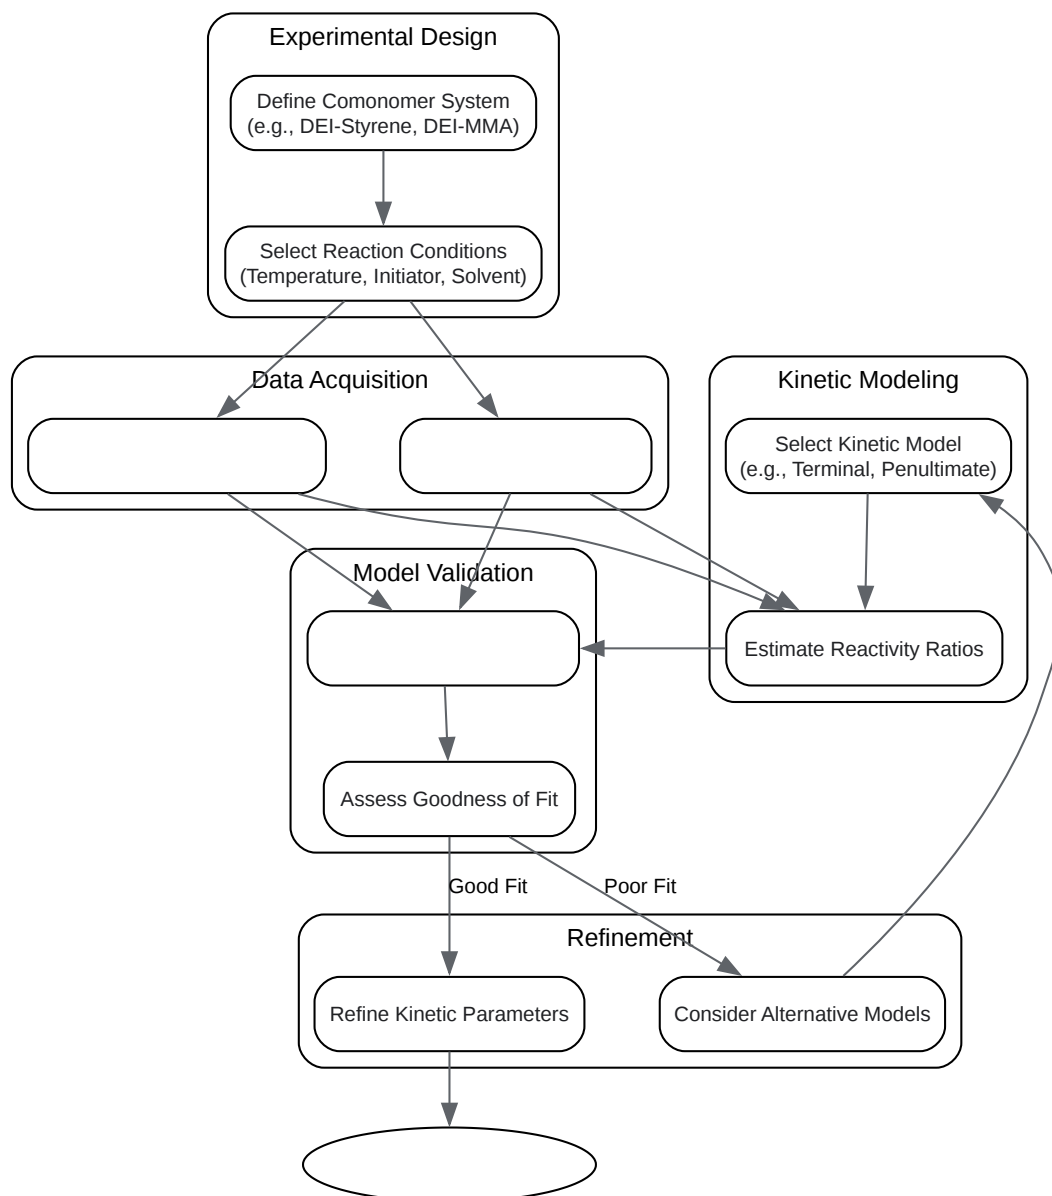 Experimental Design
Define Comonomer System
(e.g., DEI-Styrene, DEI-MMA)
Select Reaction Conditions
(Temperature, Initiator, Solvent)
Data Acquisition
Kinetic Modeling
Select Kinetic Model
(e.g., Terminal, Penultimate)
Model Validation
Estimate Reactivity Ratios
Assess Goodness of Fit
Good Fit
Poor Fit
Refinement
Refine Kinetic Parameters
Consider Alternative Models